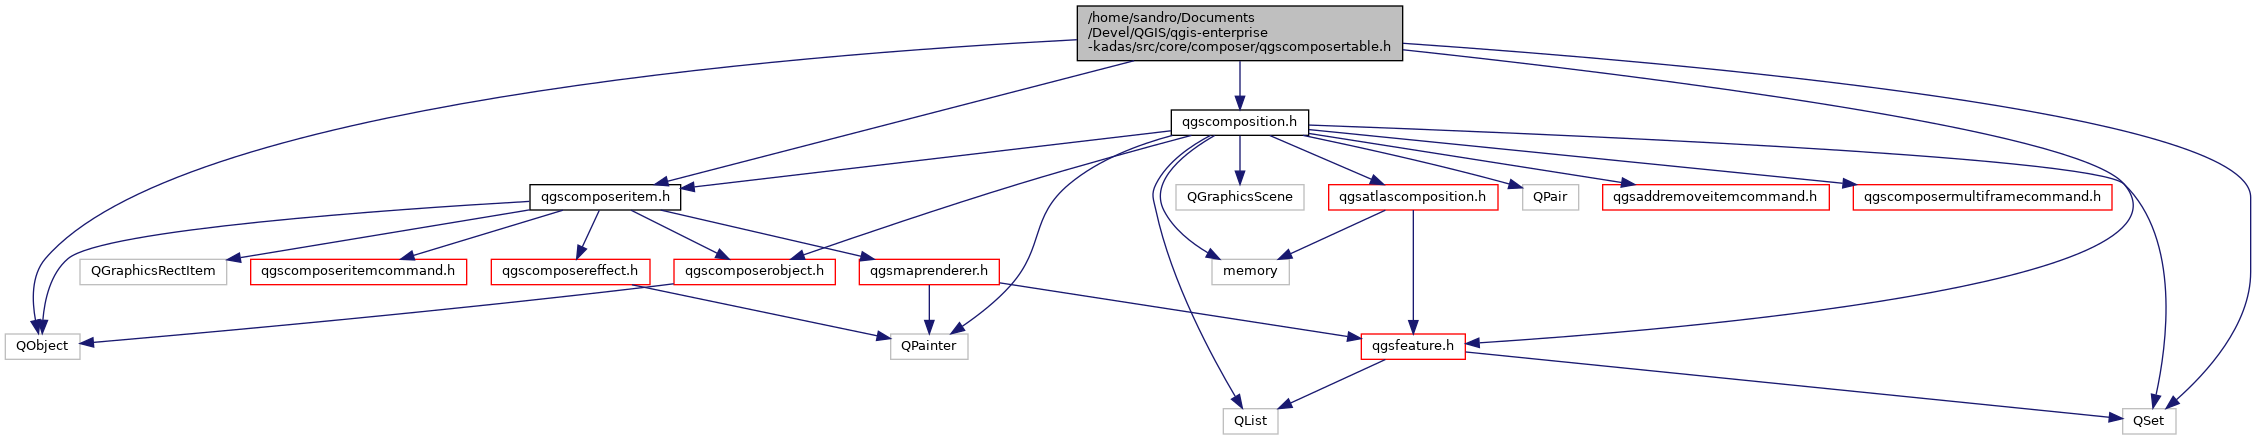 /home/sandro/Documents
/Devel/QGIS/qgis-enterprise
-kadas/src/core/composer/qgscomposertable.h
qgscomposition.h
qgscomposeritem.h
QGraphicsScene
qgsatlascomposition.h
QPair
qgsaddremoveitemcommand.h
qgscomposermultiframecommand.h
QGraphicsRectItem
qgscomposeritemcommand.h
qgscomposereffect.h
qgscomposerobject.h
qgsmaprenderer.h
memory
QObject
QPainter
qgsfeature.h
QList
QSet